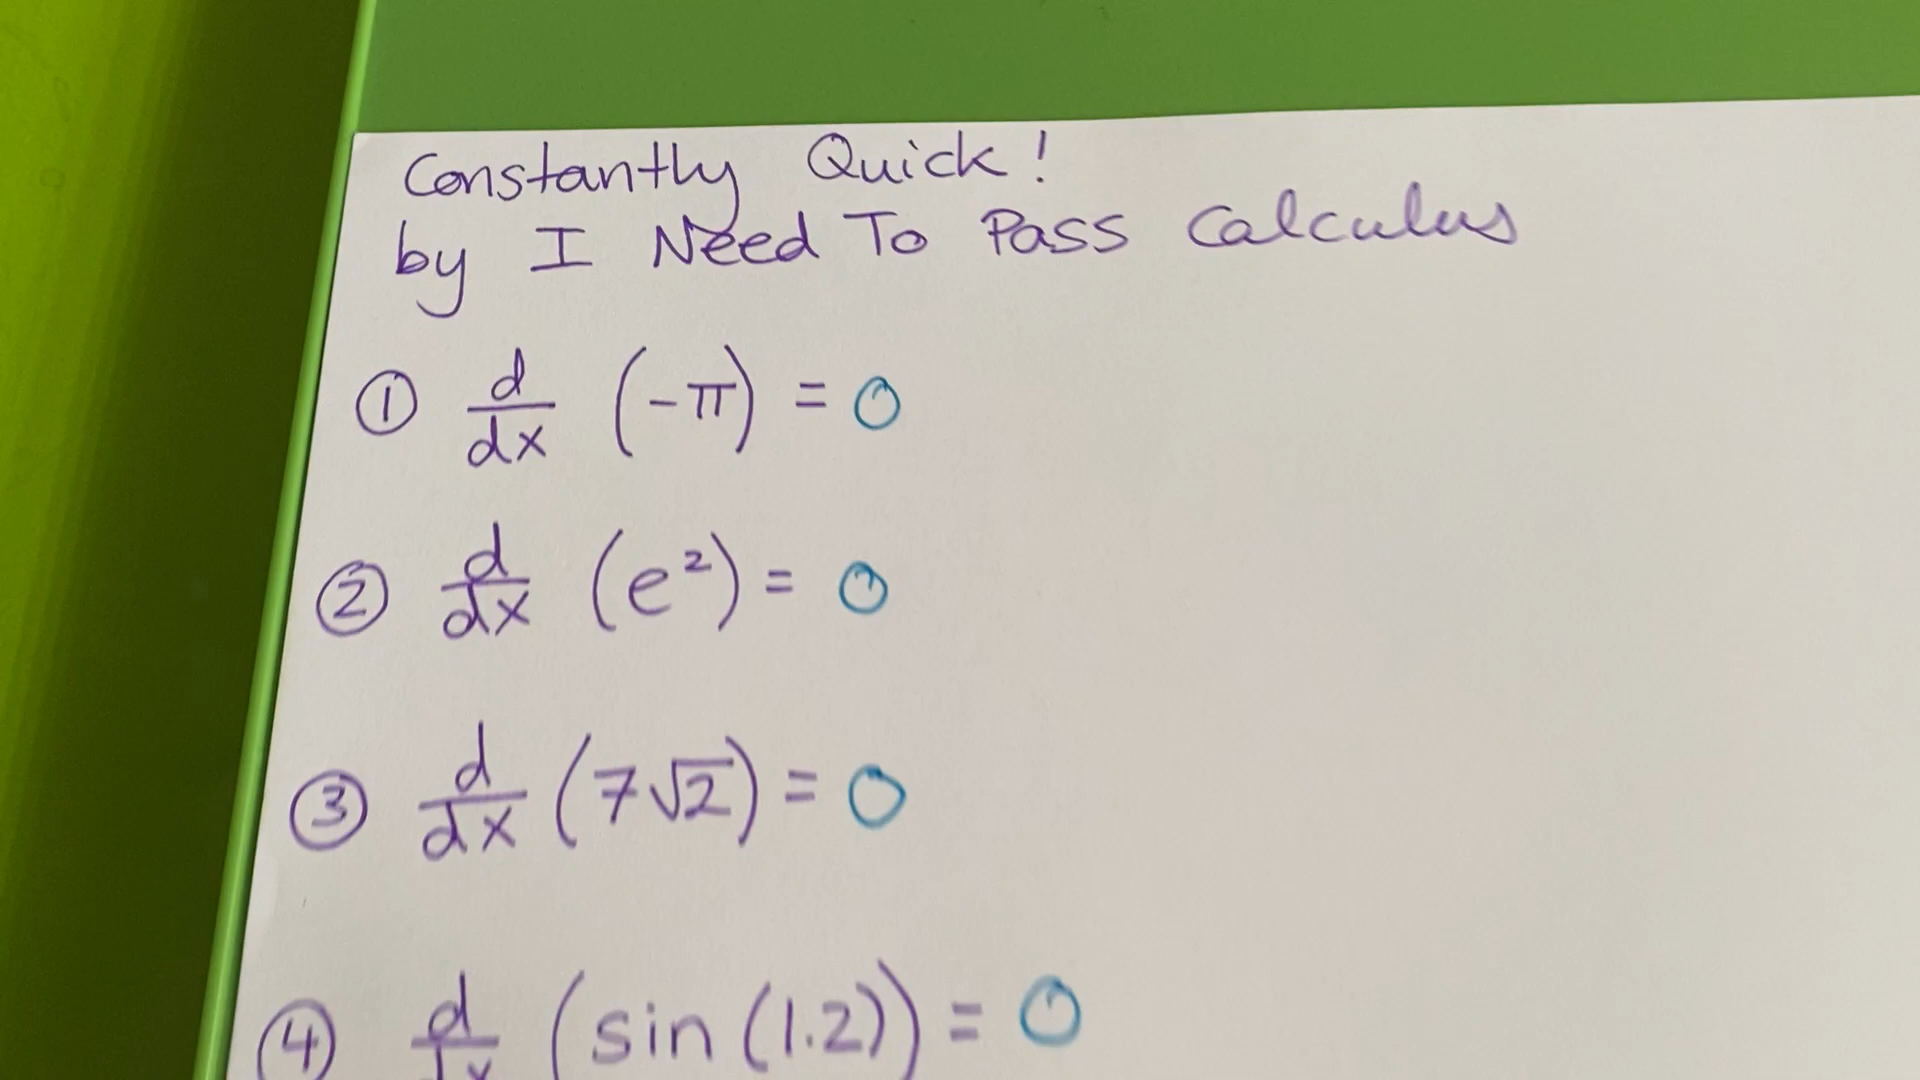 Constantly Quick!
by I Need To Pass Calculus
① d/dx (-π) = 0
② d/dx (e²) = 0
③ d/dx (7√2) = 0
④ d/dx (sin (1.2)) = 0